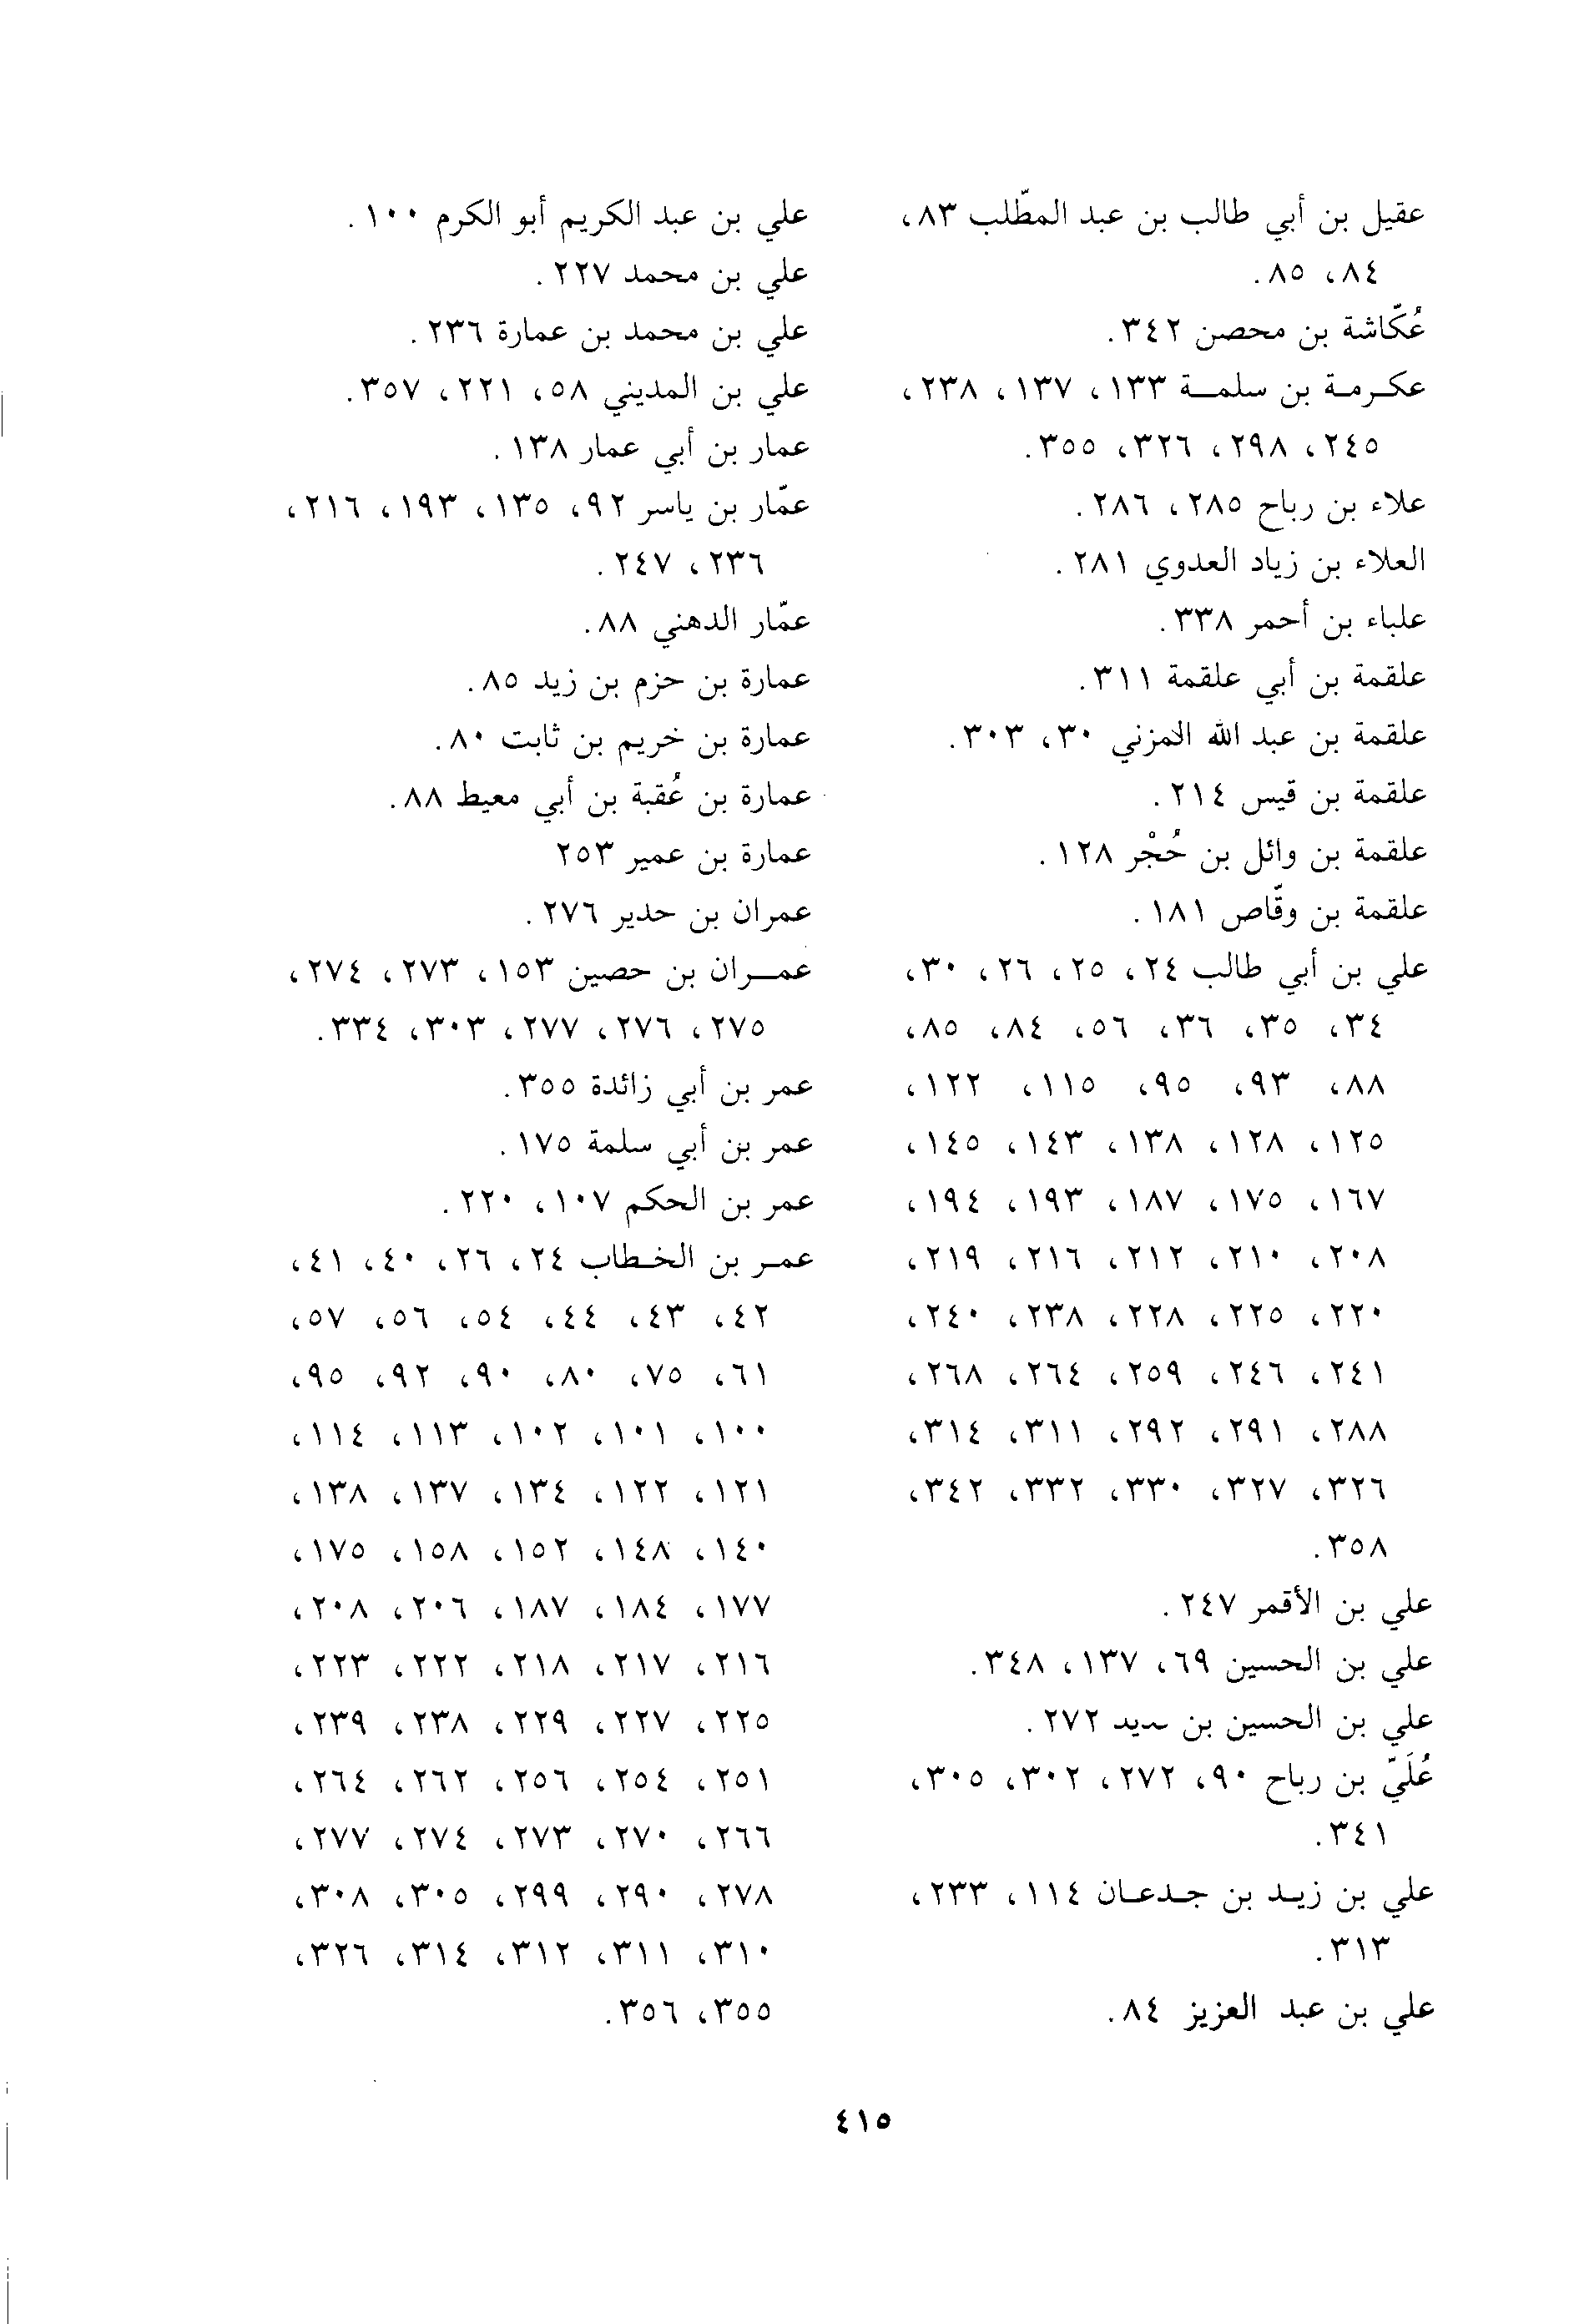 عقيل بن أبي طالب بن عبد المطّلب ٨٣،
٨٤، ٨٥.
عُكّاشة بن محصن ٣٤٢.
عكرمة بن سلمة ١٣٣، ١٣٧، ٢٣٨،
٢٤٥، ٢٩٨، ٣٢٦، ٣٥٥.
علاء بن رباح ٢٨٥، ٢٨٦.
العلاء بن زياد العدوي ٢٨١.
علباء بن أحمر ٣٣٨.
علقمة بن أبي علقمة ٣١١.
علقمة بن عبد الله المزني ٣٠، ٣٠٣.
علقمة بن قيس ٢١٤.
علقمة بن وائل بن حُجْر ١٢٨.
علقمة بن وقّاص ١٨١.
علي بن أبي طالب ٢٤، ٢٥، ٢٦، ٣٠،
٣٤، ٣٥، ٣٦، ٥٦، ٨٤، ٨٥،
٨٨، ٩٣، ٩٥، ١١٥، ١٢٢،
١٢٥، ١٢٨، ١٣٨، ١٤٣، ١٤٥،
١٦٧، ١٧٥، ١٨٧، ١٩٣، ١٩٤،
٢٠٨، ٢١٠، ٢١٢، ٢١٦، ٢١٩،
٢٢٠، ٢٢٥، ٢٢٨، ٢٣٨، ٢٤٠،
٢٤١، ٢٤٦، ٢٥٩، ٢٦٤، ٢٦٨،
٢٨٨، ٢٩١، ٢٩٢، ٣١١، ٣١٤،
٣٢٦، ٣٢٧، ٣٣٠، ٣٣٢، ٣٤٢،
٣٥٨.
علي بن الأقمر ٢٤٧.
علي بن الحسين ٦٩، ١٣٧، ٣٤٨.
علي بن الحسين بن ٢٧٢.
عُلَيّ بن رباح ٩٠، ٢٧٢، ٣٠٢، ٣٠٥،
٣٤١.
علي بن زيد بن جدعان ١١٤، ٢٣٣،
٣١٣.
علي بن عبد العزيز ٨٤.
علي بن عبد الكريم أبو الكرم ١٠٠.
علي بن محمد ٢٢٧.
علي بن محمد بن عمارة ٢٣٦.
علي بن المديني ٥٨، ٢٢١، ٣٥٧.
عمار بن أبي عمار ١٣٨.
عمّار بن ياسر ٩٢، ١٣٥، ١٩٣، ٢١٦،
٢٣٦، ٢٤٧.
عمّار الدهني ٨٨.
عمارة بن حزم بن زيد ٨٥.
عمارة بن خريم بن ثابت ٨٠.
عمارة بن عُقبة بن أبي معيط ٨٨.
عمارة بن عمير ٢٥٣
عمران بن حدير ٢٧٦.
عمران بن حصين ١٥٣، ٢٧٣، ٢٧٤،
٢٧٥، ٢٧٦، ٢٧٧، ٣٠٣، ٣٣٤.
عمر بن أبي زائدة ٣٥٥.
عمر بن أبي سلمة ١٧٥.
عمر بن الحكم ١٠٧، ٢٢٠.
عمر بن الخطاب ٢٤، ٢٦، ٤٠، ٤١،
٤٢، ٤٣، ٤٤، ٥٤، ٥٦، ٥٧،
٦١، ٧٥، ٨٠، ٩٠، ٩٢، ٩٥،
١٠٠، ١٠١، ١٠٢، ١١٣، ١١٤،
١٢١، ١٢٢، ١٣٤، ١٣٧، ١٣٨،
١٤٠، ١٤٨، ١٥٢، ١٥٨، ١٧٥،
١٧٧، ١٨٤، ١٨٧، ٢٠٦، ٢٠٨،
٢١٦، ٢١٧، ٢١٨، ٢٢٢، ٢٢٣،
٢٢٥، ٢٢٧، ٢٢٩، ٢٣٨، ٢٣٩،
٢٥١، ٢٥٤، ٢٥٦، ٢٦٢، ٢٦٤،
٢٦٦، ٢٧٠، ٢٧٣، ٢٧٤، ٢٧٧،
٢٧٨، ٢٩٠، ٢٩٩، ٣٠٥، ٣٠٨،
٣١٠، ٣١١، ٣١٢، ٣١٤، ٣٢٦،
٣٥٥، ٣٥٦.
٤١٥